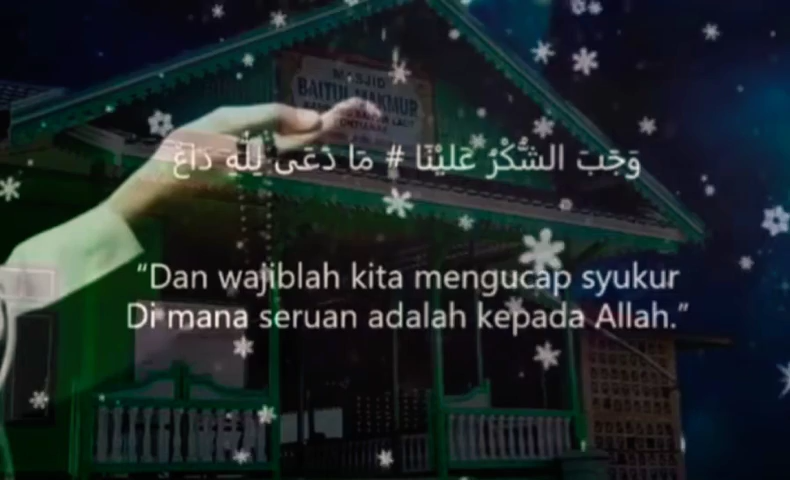 MASJID
BAITUL MAKMUR
وَجَبَ الشُّكْرُ عَلَيْنَا # مَا دَعَى لِلّٰهِ دَاعْ
“Dan wajiblah kita mengucap syukur
Di mana seruan adalah kepada Allah.”